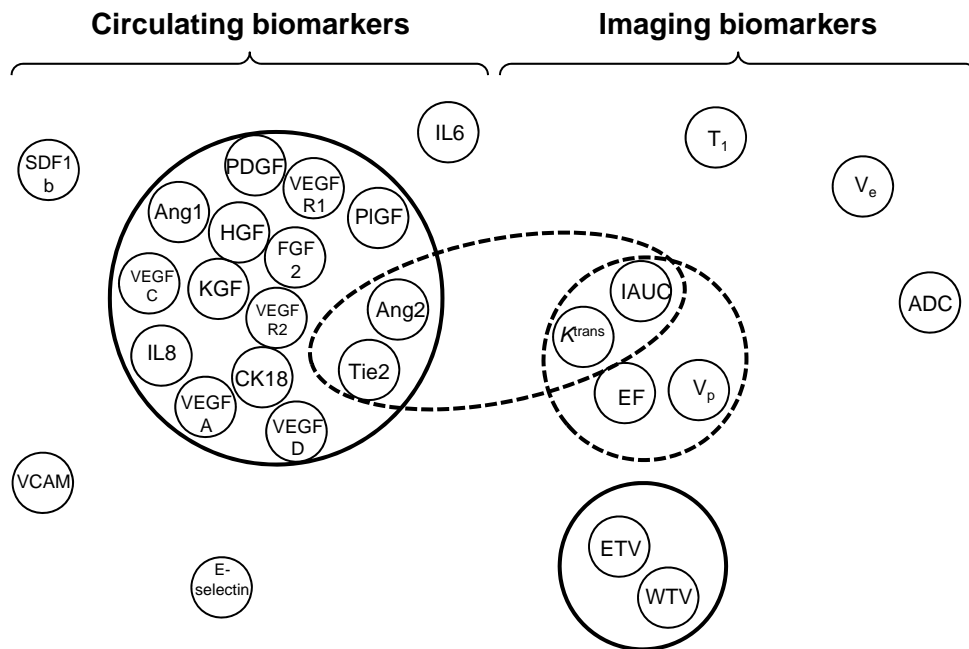 Circulating biomarkers
Imaging biomarkers
IL6
T1
SDF1
b
PDGF
VEGF
R1
Ve
Ang1
PlGF
HGF
FGF
2
VEGF
C
KGF
IAUC
Ang2
ADC
VEGF
R2
Ktrans
IL8
Tie2
CK18
EF
Vp
VEGF
A
VEGF
D
VCAM
ETV
E-
selectin
WTV